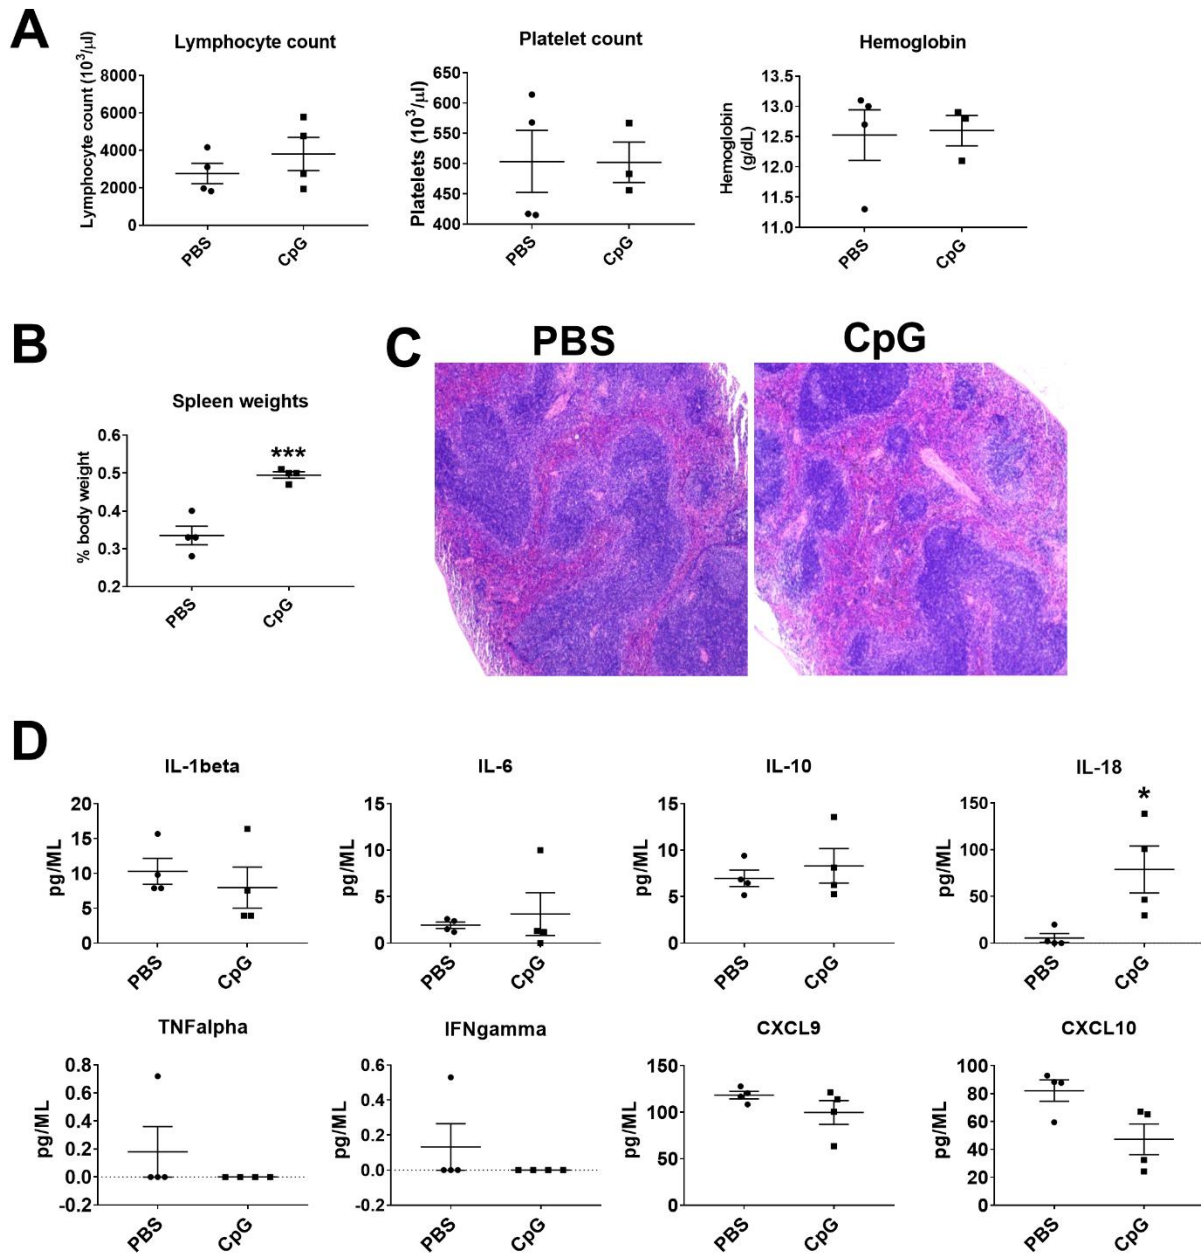 A
Lymphocyte count
Lymphocyte count (10³/µl)
8000
6000
4000
2000
0
PBS
CpG
Platelet count
Platelets (10³/µl)
650
600
550
500
450
400
PBS
CpG
Hemoglobin
Hemoglobin
(g/dL)
13.5
13.0
12.5
12.0
11.5
11.0
PBS
CpG
B
Spleen weights
% body weight
0.6
0.5
0.4
0.3
0.2
***
PBS
CpG
C
PBS
CpG
D
IL-1beta
pg/ML
20
15
10
5
0
PBS
CpG
IL-6
pg/ML
15
10
5
0
PBS
CpG
IL-10
pg/ML
15
10
5
0
PBS
CpG
IL-18
pg/ML
150
100
50
0
*
PBS
CpG
TNFalpha
pg/ML
0.8
0.6
0.4
0.2
0.0
-0.2
PBS
CpG
IFNgamma
pg/ML
0.6
0.4
0.2
0.0
-0.2
PBS
CpG
CXCL9
pg/ML
150
100
50
0
PBS
CpG
CXCL10
pg/ML
100
80
60
40
20
0
PBS
CpG